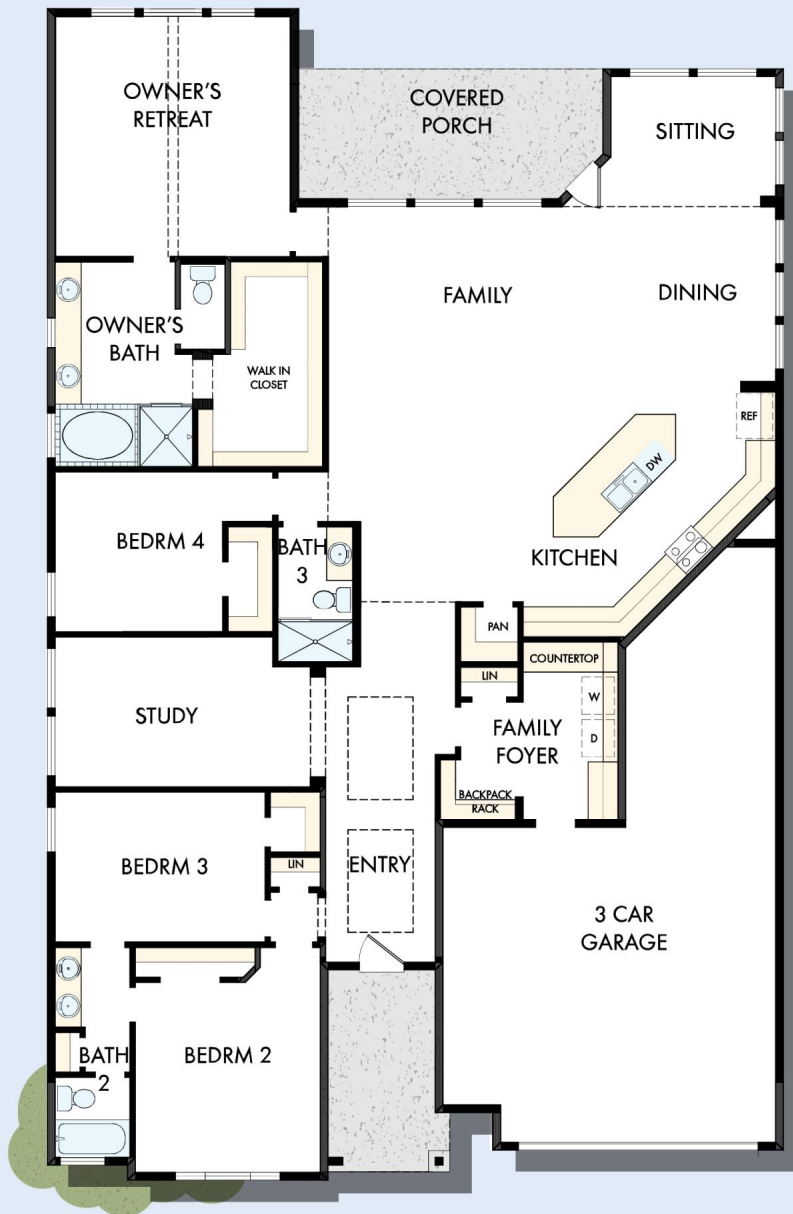 OWNER'S
RETREAT
COVERED
PORCH
SITTING
FAMILY
DINING
OWNER'S
BATH
WALK IN
CLOSET
REF
DW
BEDRM 4
BATH
3
KITCHEN
PAN
COUNTERTOP
LIN
W
STUDY
FAMILY
FOYER
D
BACKPACK
RACK
BEDRM 3
LIN
ENTRY
3 CAR
GARAGE
BATH
2
BEDRM 2